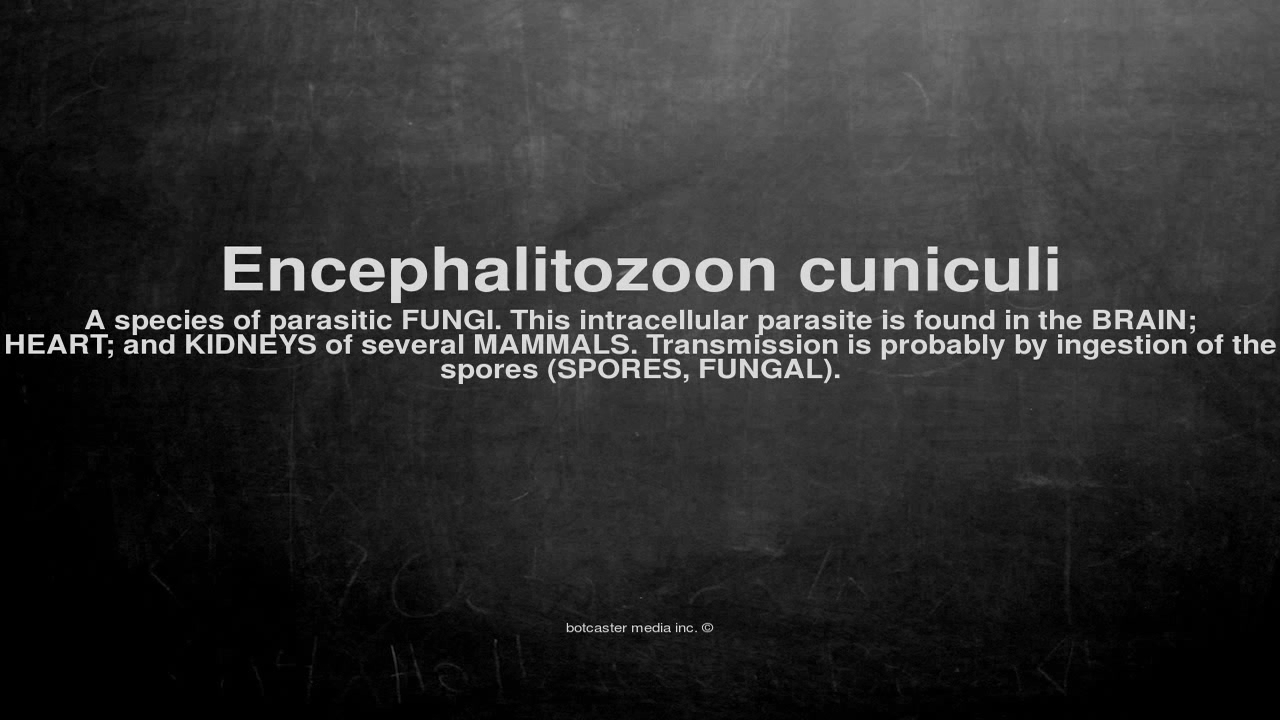 Encephalitozoon cuniculi
A species of parasitic FUNGI. This intracellular parasite is found in the BRAIN;
HEART; and KIDNEYS of several MAMMALS. Transmission is probably by ingestion of the
spores (SPORES, FUNGAL).
botcaster media inc. ©